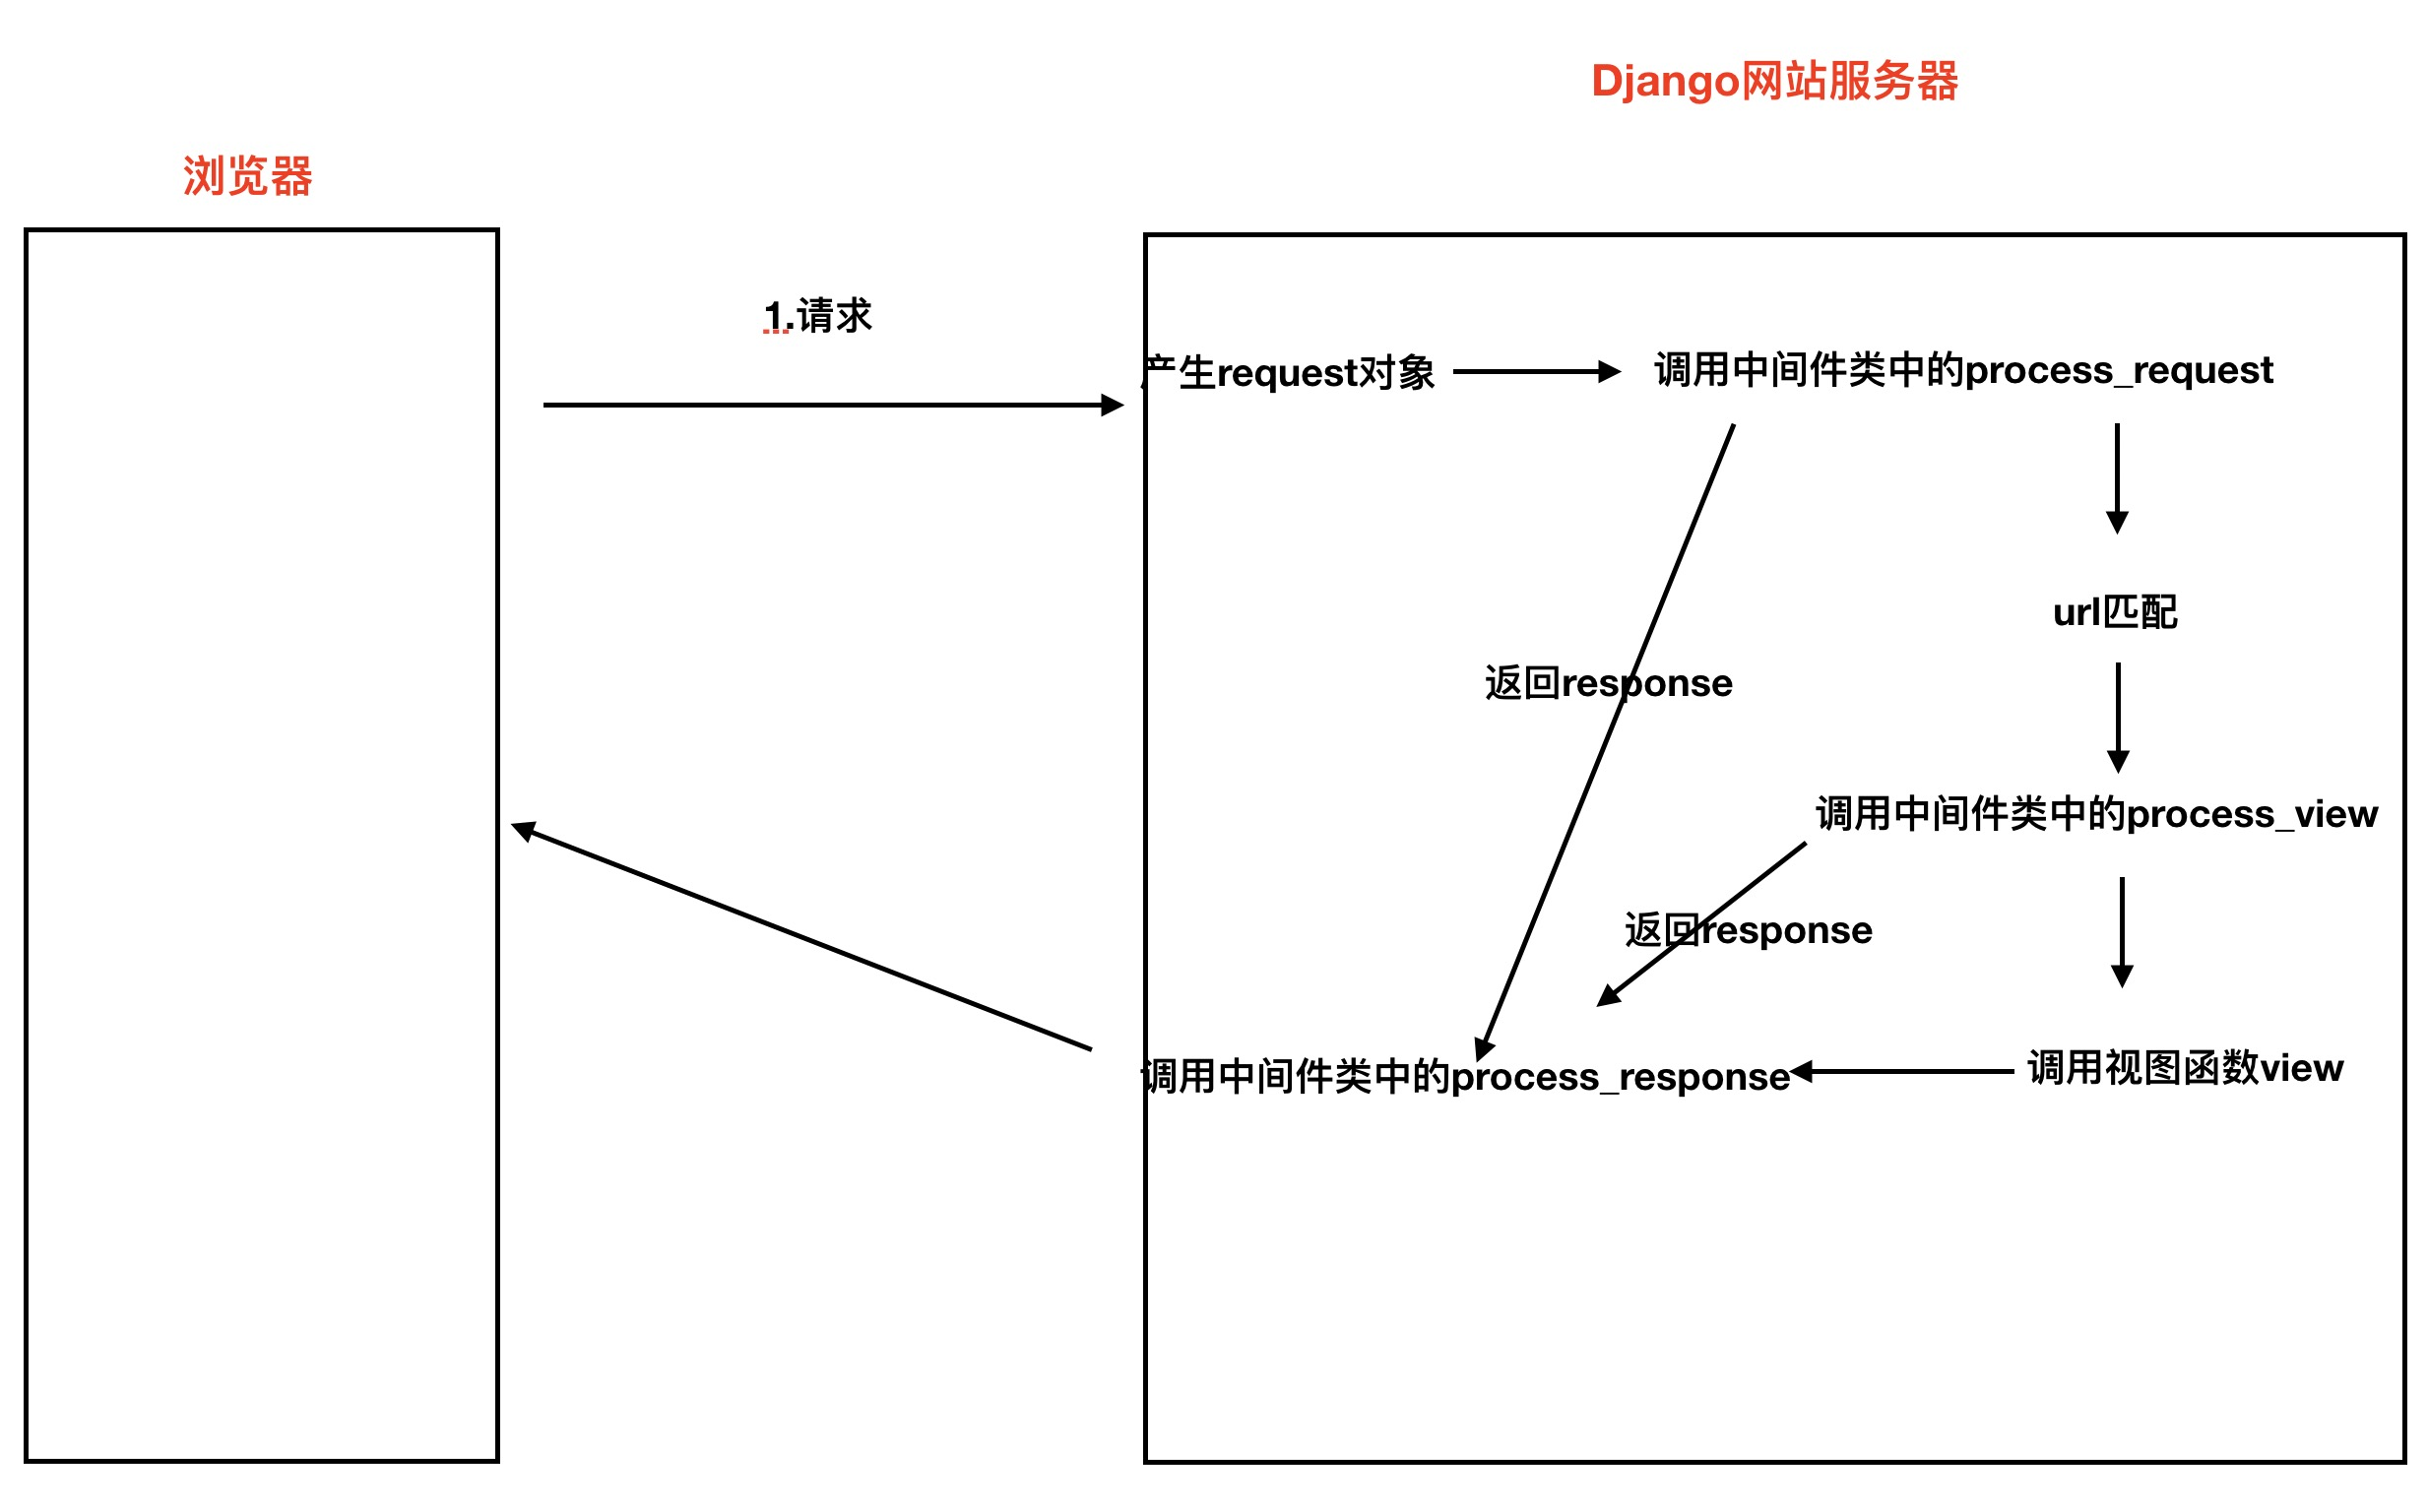 Django网站服务器
浏览器
1.请求
产生request对象
调用中间件类中的process_request
url匹配
返回response
调用中间件类中的process_view
返回response
调用中间件类中的process_response
调用视图函数view